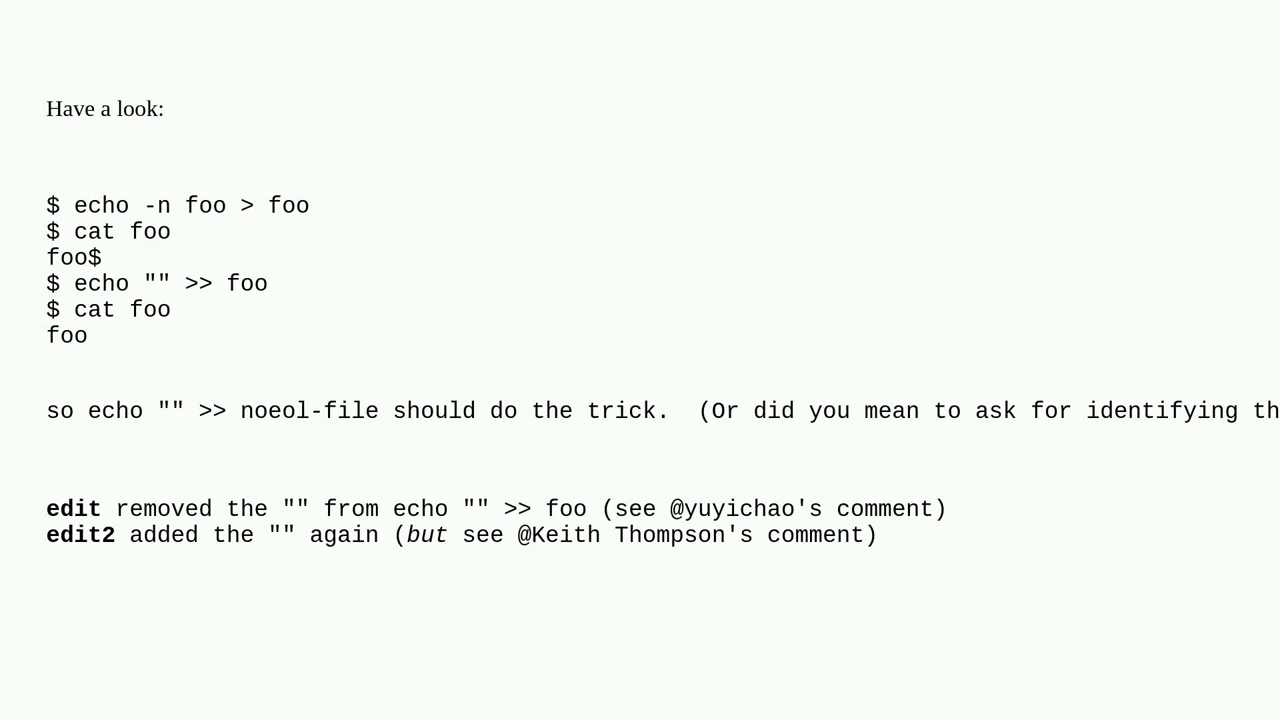 Have a look:
$ echo -n foo > foo
$ cat foo
foo$
$ echo "" >> foo
$ cat foo
foo
so echo "" >> noeol-file should do the trick.  (Or did you mean to ask for identifying th
edit removed the "" from echo "" >> foo (see @yuyichao's comment)
edit2 added the "" again (but see @Keith Thompson's comment)